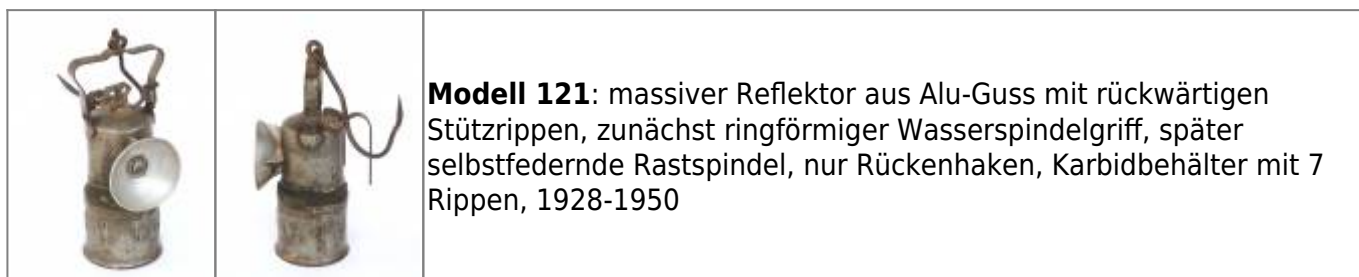 Modell 121: massiver Reflektor aus Alu-Guss mit rückwärtigen
Stützrippen, zunächst ringförmiger Wasserspindelgriff, später
selbstfedernde Rastspindel, nur Rückenhaken, Karbidbehälter mit 7
Rippen, 1928-1950